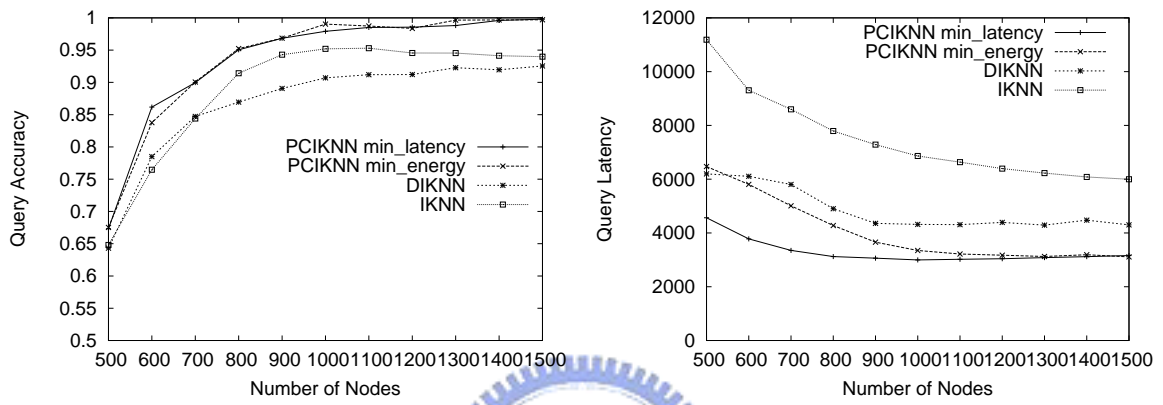 1
0.95
0.9
0.85
0.8
0.75
0.7
0.65
0.6
0.55
0.5
Query Accuracy
PCIKNN min_latency
PCIKNN min_energy
DIKNN
IKNN
500 600 700 800 900 1000 1100 1200 1300 1400 1500
Number of Nodes
12000
10000
8000
6000
4000
2000
0
Query Latency
PCIKNN min_latency
PCIKNN min_energy
DIKNN
IKNN
500 600 700 800 900 1000 1100 1200 1300 1400 1500
Number of Nodes